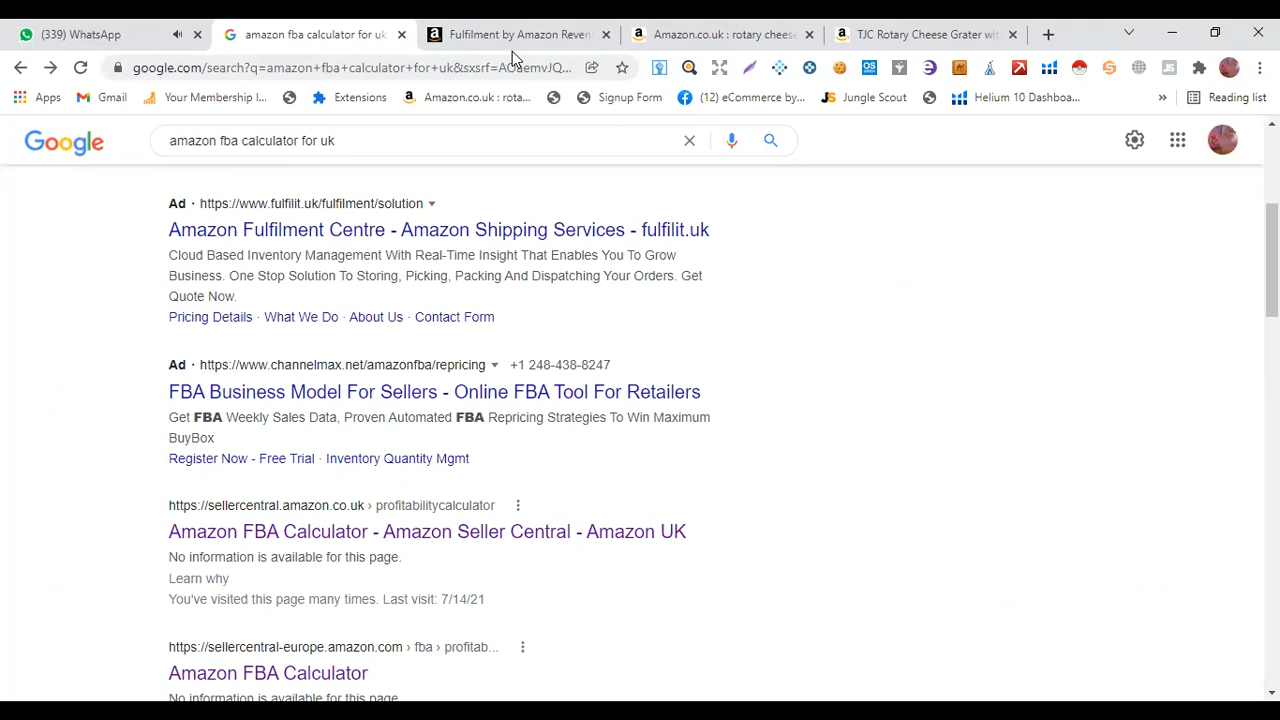 (339) WhatsApp
amazon fba calculator for uk
Fulfilment by Amazon Reven
Amazon.co.uk : rotary cheese
TJC Rotary Cheese Grater wit
google.com/search?q=amazon+fba+calculator+for+uk&sxsrf=AOaemvJQ...
Apps
Gmail
Your Membership I...
Extensions
Amazon.co.uk : rota...
Signup Form
(12) eCommerce by...
JS Jungle Scout
Helium 10 Dashboa...
»
Reading list
Google
amazon fba calculator for uk
Ad · https://www.fulfilit.uk/fulfilment/solution
Amazon Fulfilment Centre - Amazon Shipping Services - fulfilit.uk
Cloud Based Inventory Management With Real-Time Insight That Enables You To Grow
Business. One Stop Solution To Storing, Picking, Packing And Dispatching Your Orders. Get
Quote Now.
Pricing Details · What We Do · About Us · Contact Form
Ad · https://www.channelmax.net/amazonfba/repricing +1 248-438-8247
FBA Business Model For Sellers - Online FBA Tool For Retailers
Get FBA Weekly Sales Data, Proven Automated FBA Repricing Strategies To Win Maximum
BuyBox
Register Now - Free Trial · Inventory Quantity Mgmt
https://sellercentral.amazon.co.uk › profitabilitycalculator
Amazon FBA Calculator - Amazon Seller Central - Amazon UK
No information is available for this page.
Learn why
You've visited this page many times. Last visit: 7/14/21
https://sellercentral-europe.amazon.com › fba › profitab...
Amazon FBA Calculator
No information is available for this page.